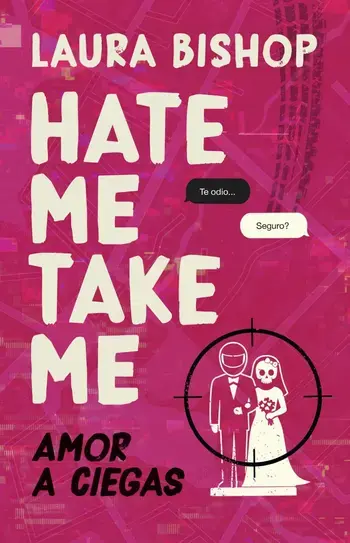 LAURA BISHOP
HATE
ME
TAKE
ME
Te odio...
Seguro?
AMOR
A CIEGAS